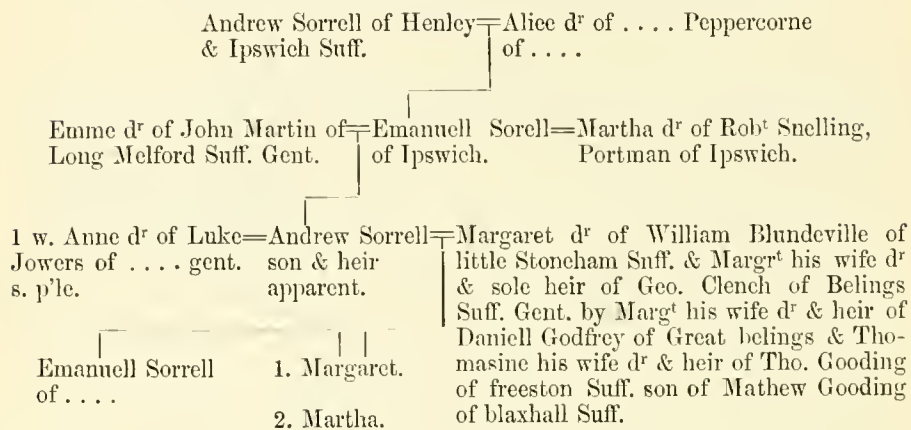 Andrew Sorrell of Henley
& Ipswich Suff.
Alice dʳ of . . . . Peppercorne
of . . . .
Emme dʳ of John Martin of
Long Melford Suff. Gent.
Emanuell Sorell
of Ipswich.
Martha dʳ of Robᵗ Snelling,
Portman of Ipswich.
1 w. Anne dʳ of Luke
Jowers of . . . . gent.
s. p'le.
Andrew Sorrell
son & heir
apparent.
Margaret dʳ of William Blundeville of
little Stoneham Suff. & Margrᵗ his wife dʳ
& sole heir of Geo. Clench of Belings
Suff. Gent. by Margᵗ his wife dʳ & heir of
Daniell Godfrey of Great belings & Tho-
masine his wife dʳ & heir of Tho. Gooding
of freeston Suff. son of Mathew Gooding
of blaxhall Suff.
Emanuell Sorrell
of . . . .
1. Margaret.
2. Martha.